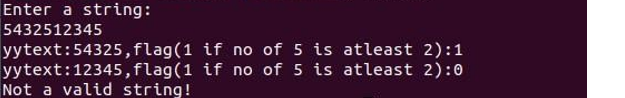 Enter a string:
5432512345
yytext:54325,flag(1 if no of 5 is atleast 2):1
yytext:12345,flag(1 if no of 5 is atleast 2):0
Not a valid string!